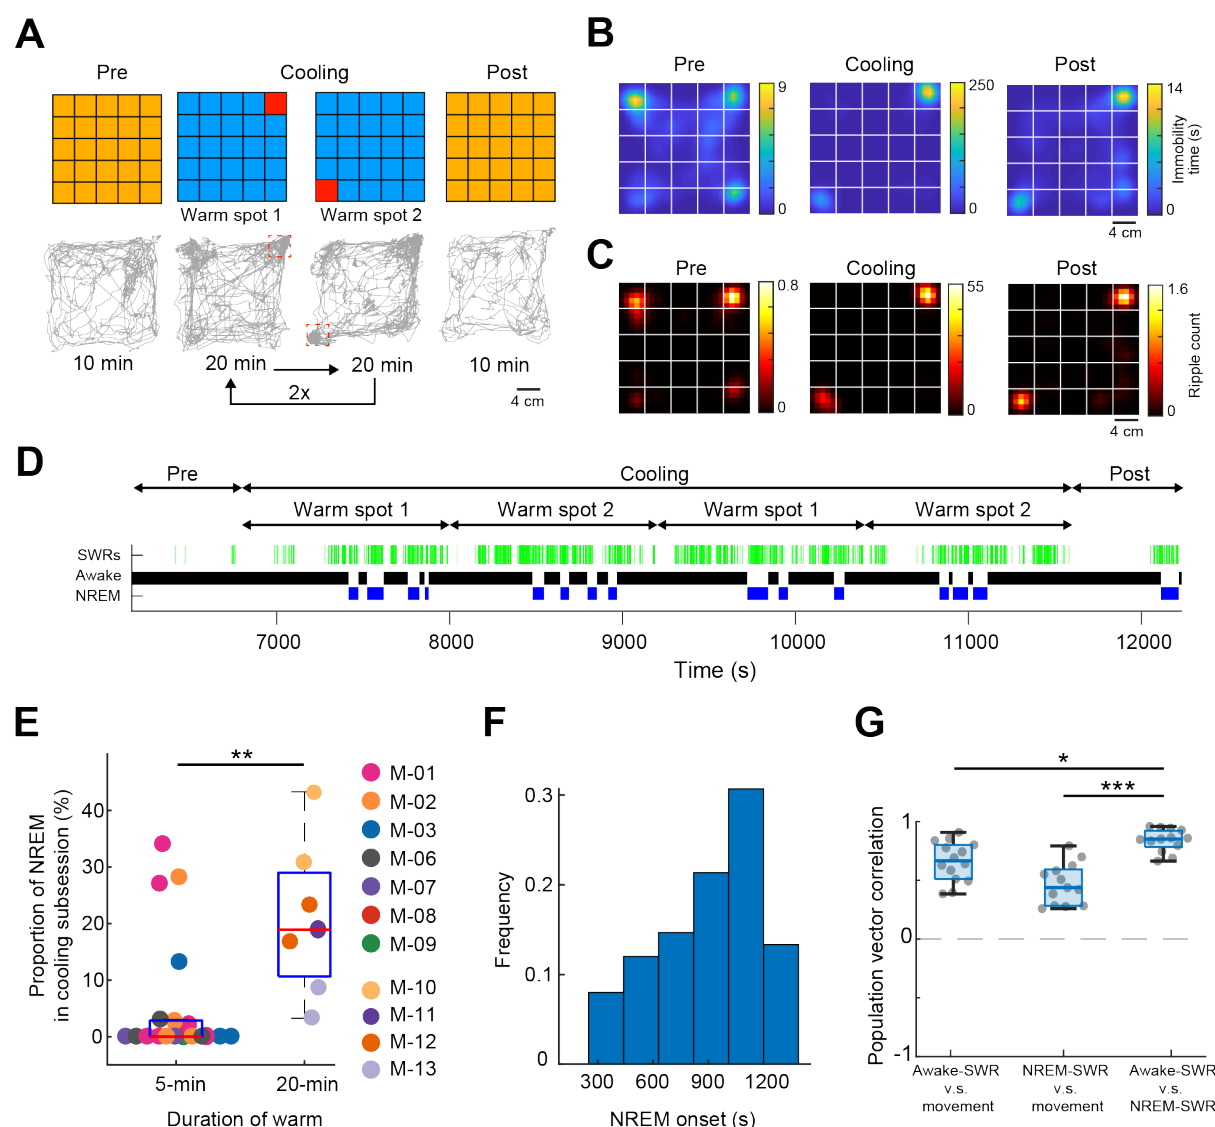 A
Pre
Cooling
Post
Warm spot 1
Warm spot 2
10 min
20 min
20 min
10 min
2x
4 cm
B
Pre
Cooling
Post
9
0
250
0
14
0
Immobility
time (s)
4 cm
C
Pre
Cooling
Post
0.8
0
55
0
1.6
0
Ripple count
4 cm
D
Pre
Cooling
Post
Warm spot 1
Warm spot 2
Warm spot 1
Warm spot 2
SWRs
Awake
NREM
7000
8000
9000
10000
11000
12000
Time (s)
E
**
Proportion of NREM
in cooling subsession (%)
40
30
20
10
0
5-min
20-min
Duration of warm
M-01
M-02
M-03
M-06
M-07
M-08
M-09
M-10
M-11
M-12
M-13
F
Frequency
0.3
0.2
0.1
0
300
600
900
1200
NREM onset (s)
G
*
***
Population vector correlation
1
0
-1
Awake-SWR
v.s.
movement
NREM-SWR
v.s.
movement
Awake-SWR
v.s.
NREM-SWR